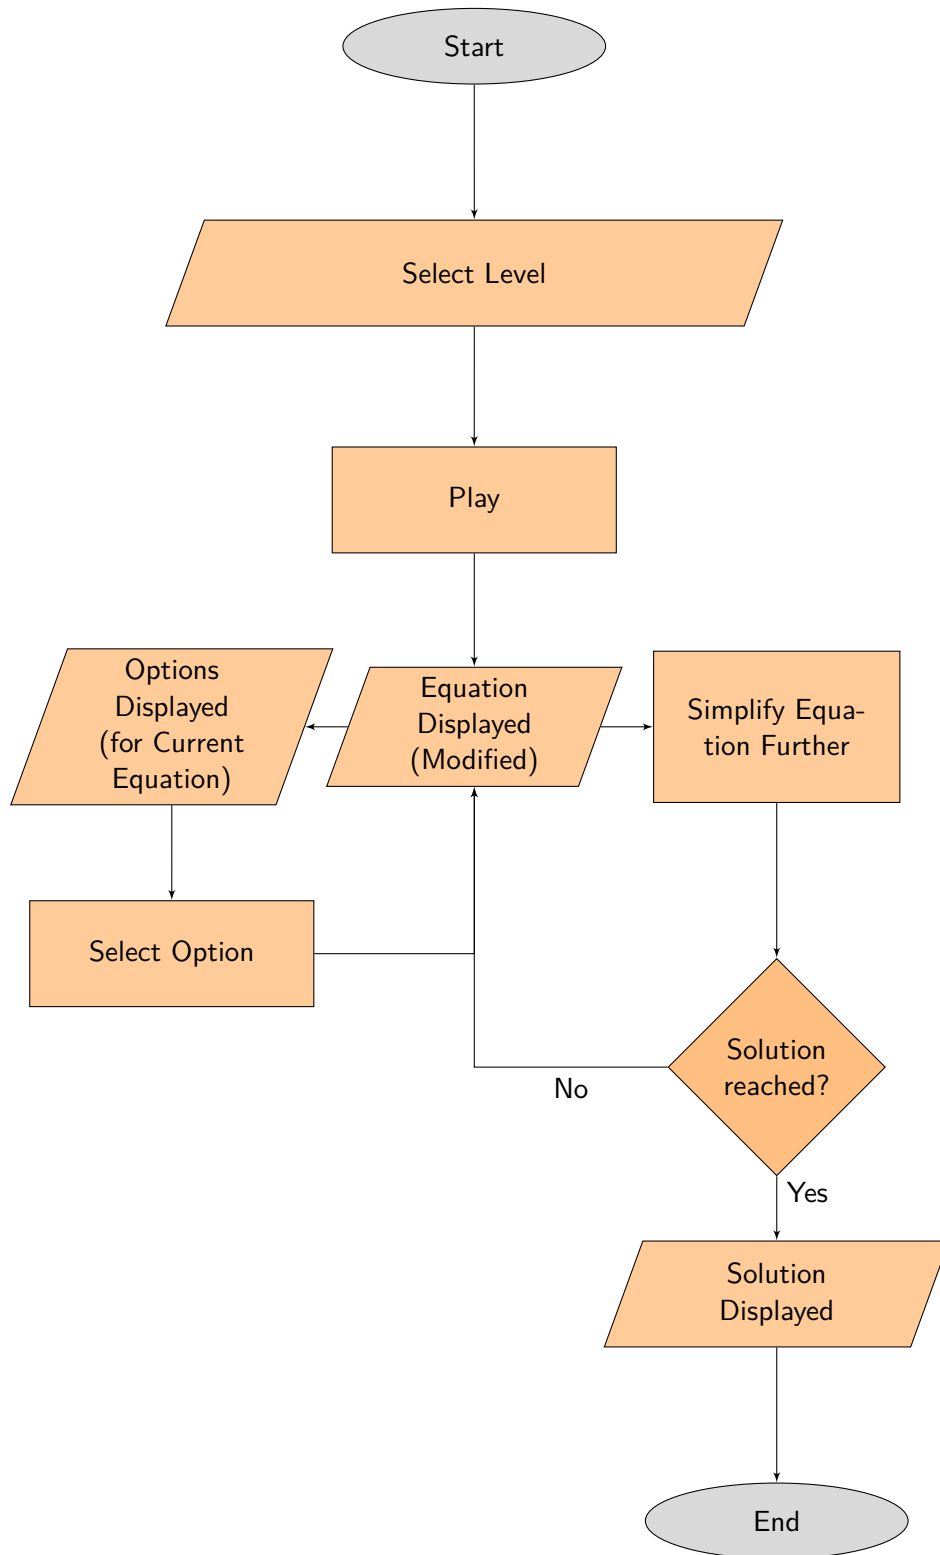 Start
Select Level
Play
Options
Displayed
(for Current
Equation)
Equation
Displayed
(Modified)
Simplify Equa-
tion Further
Select Option
Solution
reached?
No
Yes
Solution
Displayed
End